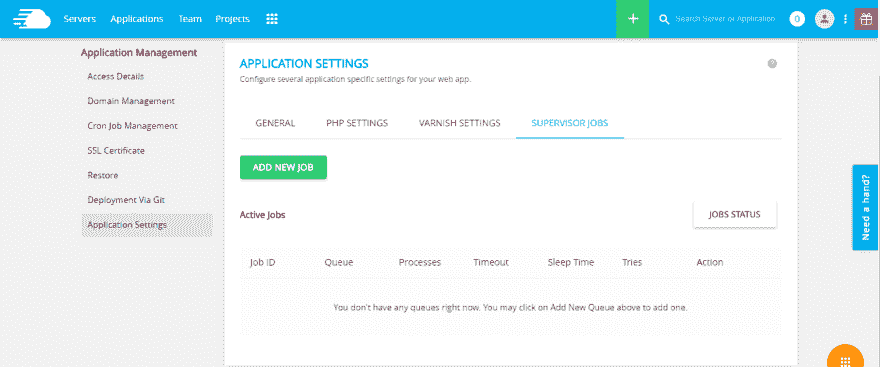 Servers Applications Team Projects
Search Server or Application 0
Application Management
Access Details
Domain Management
Cron Job Management
SSL Certificate
Restore
Deployment Via Git
Application Settings
APPLICATION SETTINGS
Configure several application specific settings for your web app.
?
GENERAL PHP SETTINGS VARNISH SETTINGS SUPERVISOR JOBS
ADD NEW JOB
Active Jobs
JOBS STATUS
Job ID Queue Processes Timeout Sleep Time Tries Action
You don't have any queues right now. You may click on Add New Queue above to add one.
Need a hand?